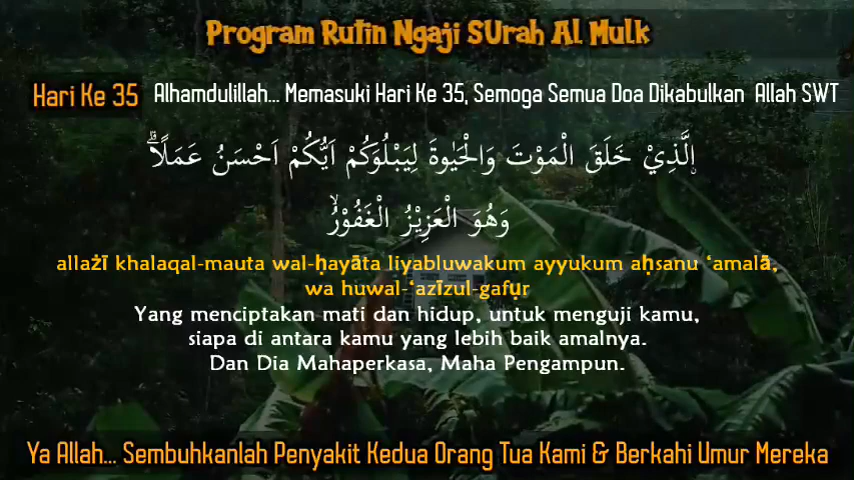 Program Rutin Ngaji SUrah Al Mulk
Hari Ke 35 Alhamdulillah... Memasuki Hari Ke 35, Semoga Semua Doa Dikabulkan Allah SWT
ۨالَّذِيْ خَلَقَ الْمَوْتَ وَالْحَيٰوةَ لِيَبْلُوَكُمْ اَيُّكُمْ اَحْسَنُ عَمَلًاۗ
وَهُوَ الْعَزِيْزُ الْغَفُوْرُۙ
allażī khalaqal-mauta wal-ḥayāta liyabluwakum ayyukum aḥsanu ‘amalā,
wa huwal-‘azīzul-gafụr
Yang menciptakan mati dan hidup, untuk menguji kamu,
siapa di antara kamu yang lebih baik amalnya.
Dan Dia Mahaperkasa, Maha Pengampun.
Ya Allah... Sembuhkanlah Penyakit Kedua Orang Tua Kami & Berkahi Umur Mereka